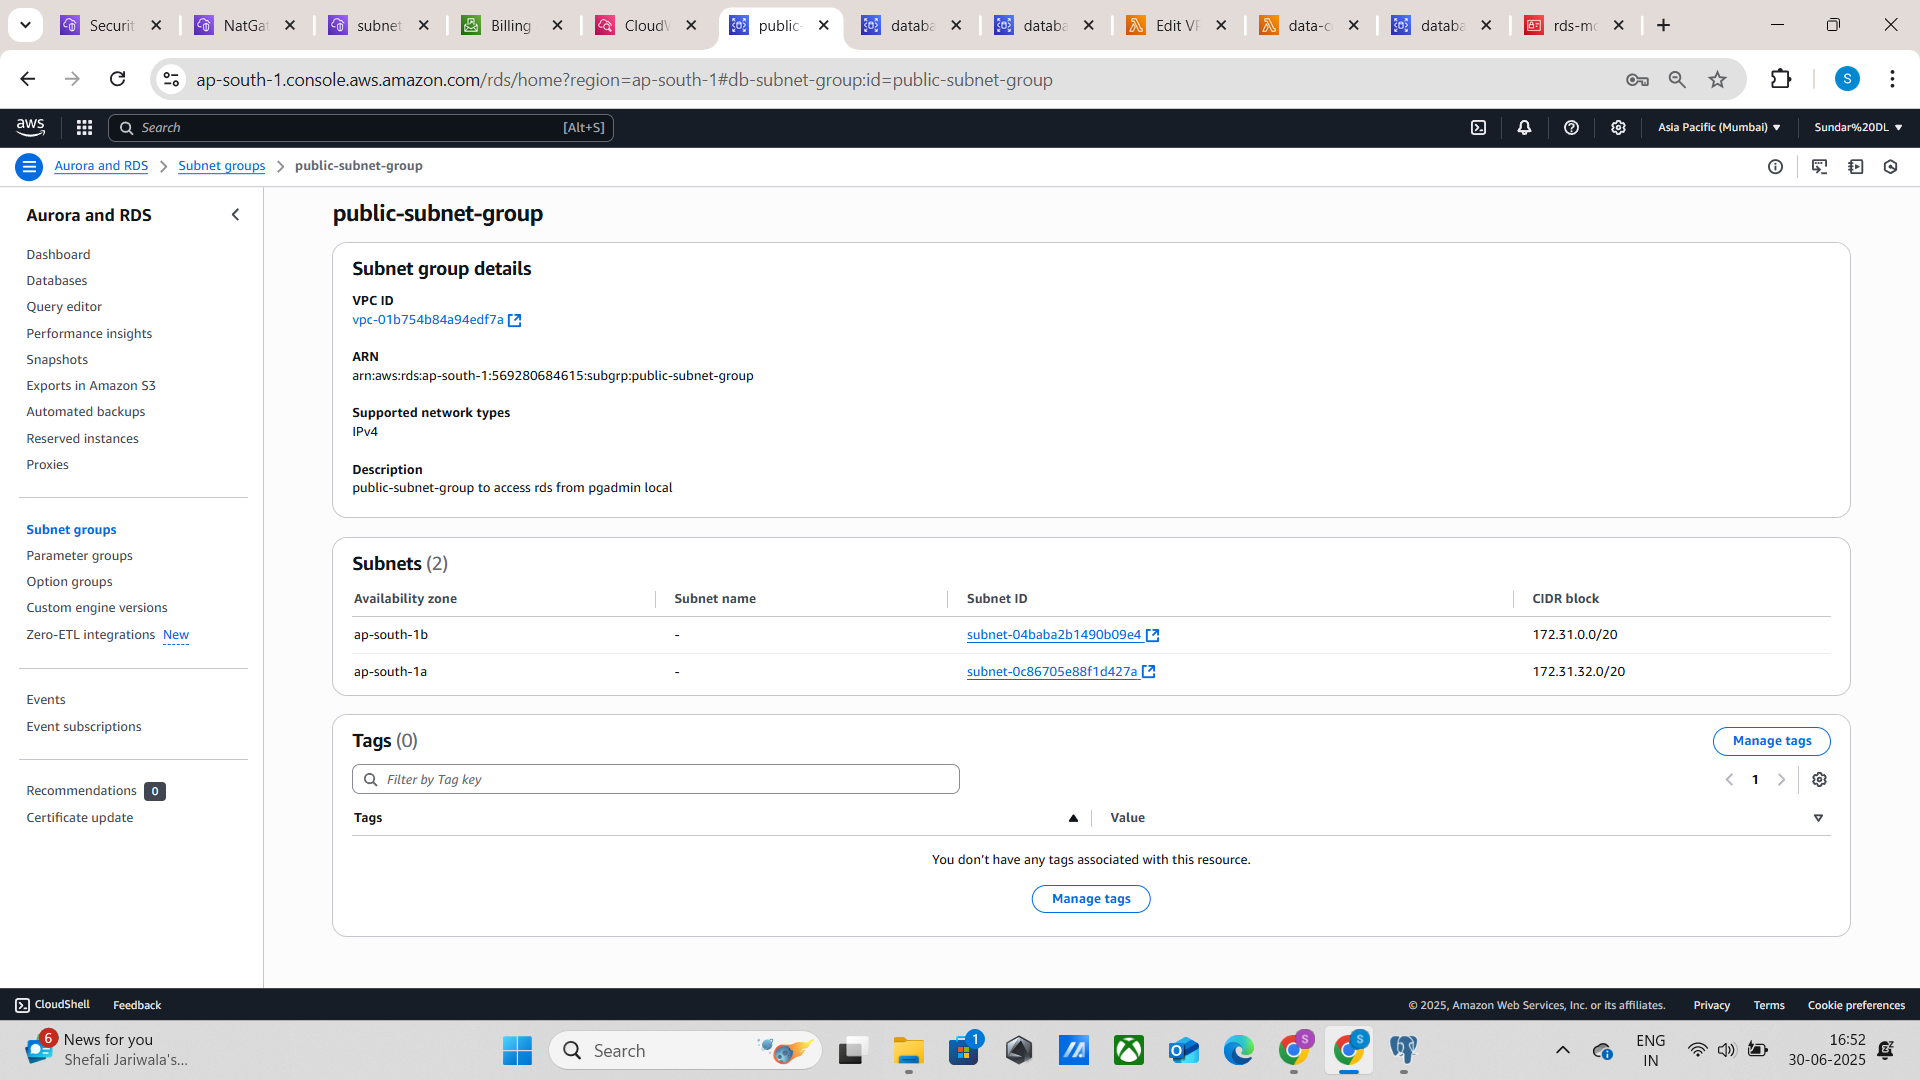 Securit
NatGat
subnet
Billing
CloudW
public-
databa
databa
Edit VP
data-c
databa
rds-mo
ap-south-1.console.aws.amazon.com/rds/home?region=ap-south-1#db-subnet-group:id=public-subnet-group
S
aws
Search
[Alt+S]
Asia Pacific (Mumbai)
Sundar%20DL
Aurora and RDS
Subnet groups
public-subnet-group
Aurora and RDS
Dashboard
Databases
Query editor
Performance insights
Snapshots
Exports in Amazon S3
Automated backups
Reserved instances
Proxies
Subnet groups
Parameter groups
Option groups
Custom engine versions
Zero-ETL integrations New
Events
Event subscriptions
Recommendations 0
Certificate update
public-subnet-group
Subnet group details
VPC ID
vpc-01b754b84a94edf7a
ARN
arn:aws:rds:ap-south-1:569280684615:subgrp:public-subnet-group
Supported network types
IPv4
Description
public-subnet-group to access rds from pgadmin local
Subnets (2)
Availability zone Subnet name Subnet ID CIDR block
ap-south-1b - subnet-04baba2b1490b09e4 172.31.0.0/20
ap-south-1a - subnet-0c86705e88f1d427a 172.31.32.0/20
Tags (0)
Manage tags
Filter by Tag key
1
Tags Value
You don't have any tags associated with this resource.
Manage tags
CloudShell
Feedback
© 2025, Amazon Web Services, Inc. or its affiliates.
Privacy
Terms
Cookie preferences
6
News for you
Shefali Jariwala's...
Search
1
S
S
ENG
IN
16:52
30-06-2025